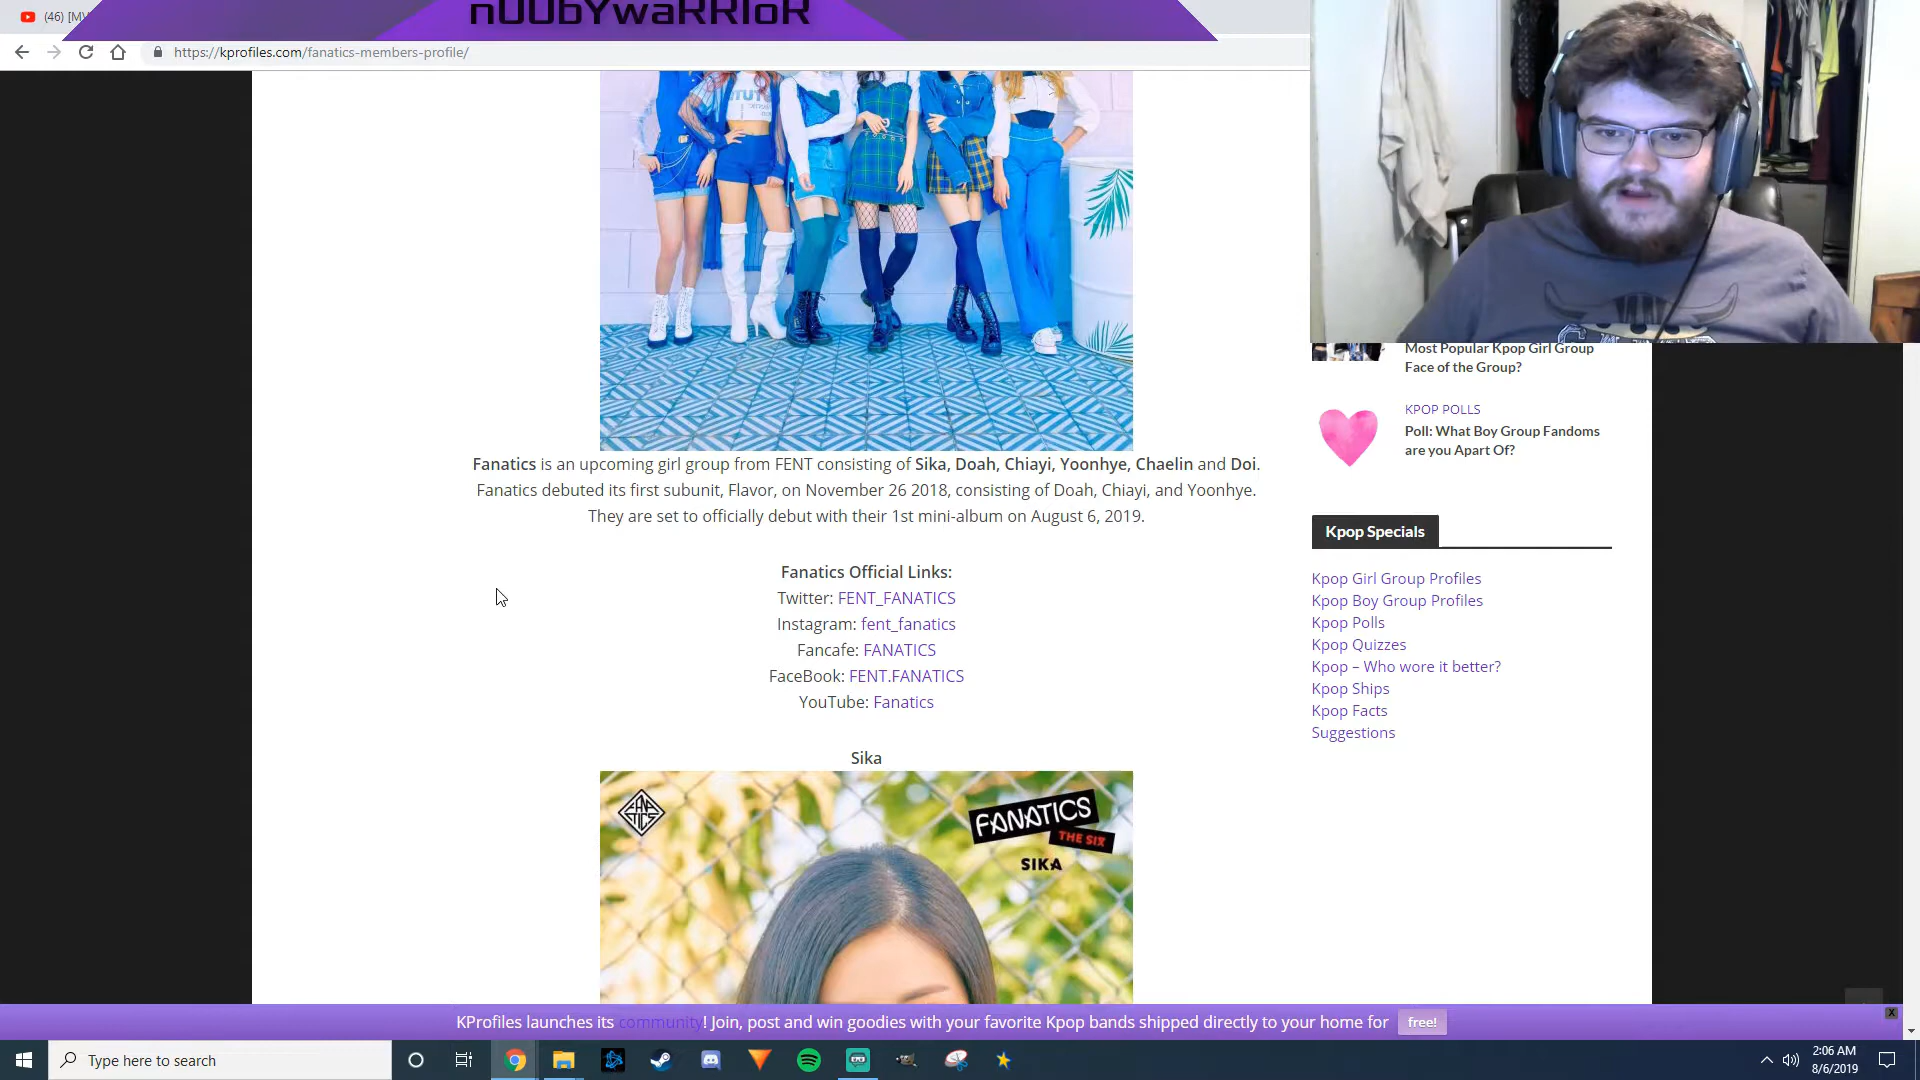 (46) [MV
nUUbYwaRRIoR
https://kprofiles.com/fanatics-members-profile/
Fanatics is an upcoming girl group from FENT consisting of Sika, Doah, Chiayi, Yoonhye, Chaelin and Doi.
Fanatics debuted its first subunit, Flavor, on November 26 2018, consisting of Doah, Chiayi, and Yoonhye.
They are set to officially debut with their 1st mini-album on August 6, 2019.
Fanatics Official Links:
Twitter: FENT_FANATICS
Instagram: fent_fanatics
Fancafe: FANATICS
FaceBook: FENT.FANATICS
YouTube: Fanatics
Sika
FANATICS
THE SIX
SIKA
Most Popular Kpop Girl Group
Face of the Group?
KPOP POLLS
Poll: What Boy Group Fandoms
are you Apart Of?
Kpop Specials
Kpop Girl Group Profiles
Kpop Boy Group Profiles
Kpop Polls
Kpop Quizzes
Kpop – Who wore it better?
Kpop Ships
Kpop Facts
Suggestions
KProfiles launches its community! Join, post and win goodies with your favorite Kpop bands shipped directly to your home for free!
X
Type here to search
2:06 AM
8/6/2019